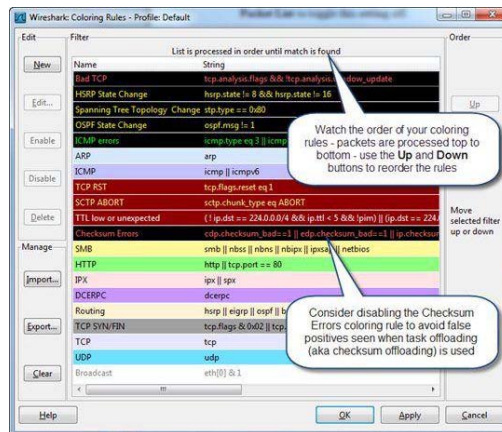 Wireshark: Coloring Rules - Profile: Default
Edit
Filter
Order
List is processed in order until match is found
New
Name String
Bad TCP tcp.analysis.flags && !tcp.analysis.window_update
HSRP State Change hsrp.state != 8 && hsrp.state != 16
Spanning Tree Topology Change stp.type == 0x80
OSPF State Change ospf.msg != 1
ICMP errors icmp.type eq 3 || icmp
ARP arp
ICMP icmp || icmpv6
TCP RST tcp.flags.reset eq 1
SCTP ABORT sctp.chunk_type eq ABORT
TTL low or unexpected ( ! ip.dst == 224.0.0.0/4 && ip.ttl < 5 && !pim) || (ip.dst == 224.
Checksum Errors cdp.checksum_bad==1 || edp.checksum_bad==1 || ip.checksum
SMB smb || nbss || nbns || nbipx || ipxsap || netbios
HTTP http || tcp.port == 80
IPX ipx || spx
DCERPC dcerpc
Routing hsrp || eigrp || ospf || b
TCP SYN/FIN tcp.flags & 0x02 || tcp.
TCP tcp
UDP udp
Broadcast eth[0] & 1
Edit...
Enable
Disable
Delete
Manage
Import...
Export...
Clear
Up
Move
selected filter
up or down
Watch the order of your coloring
rules - packets are processed top to
bottom - use the Up and Down
buttons to reorder the rules
Consider disabling the Checksum
Errors coloring rule to avoid false
positives seen when task offloading
(aka checksum offloading) is used
Help
OK
Apply
Cancel